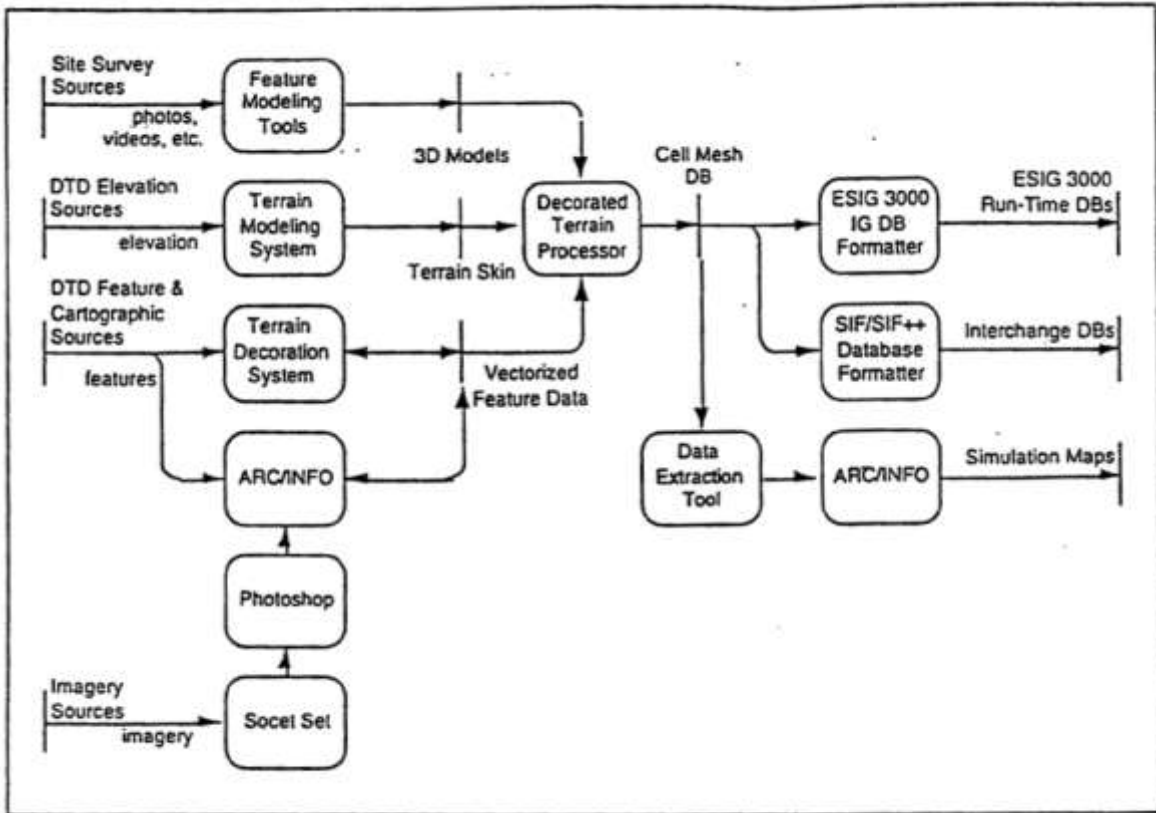 Site Survey
Sources
photos,
videos, etc.
Feature
Modeling
Tools
3D Models
DTD Elevation
Sources
elevation
Terrain
Modeling
System
Terrain Skin
Decorated
Terrain
Processor
Cell Mesh
DB
ESIG 3000
IG DB
Formatter
ESIG 3000
Run-Time DBs
DTD Feature &
Cartographic
Sources
features
Terrain
Decoration
System
Vectorized
Feature Data
SIF/SIF++
Database
Formatter
Interchange DBs
ARC/INFO
Data
Extraction
Tool
ARC/INFO
Simulation Maps
Photoshop
Imagery
Sources
imagery
Socet Set